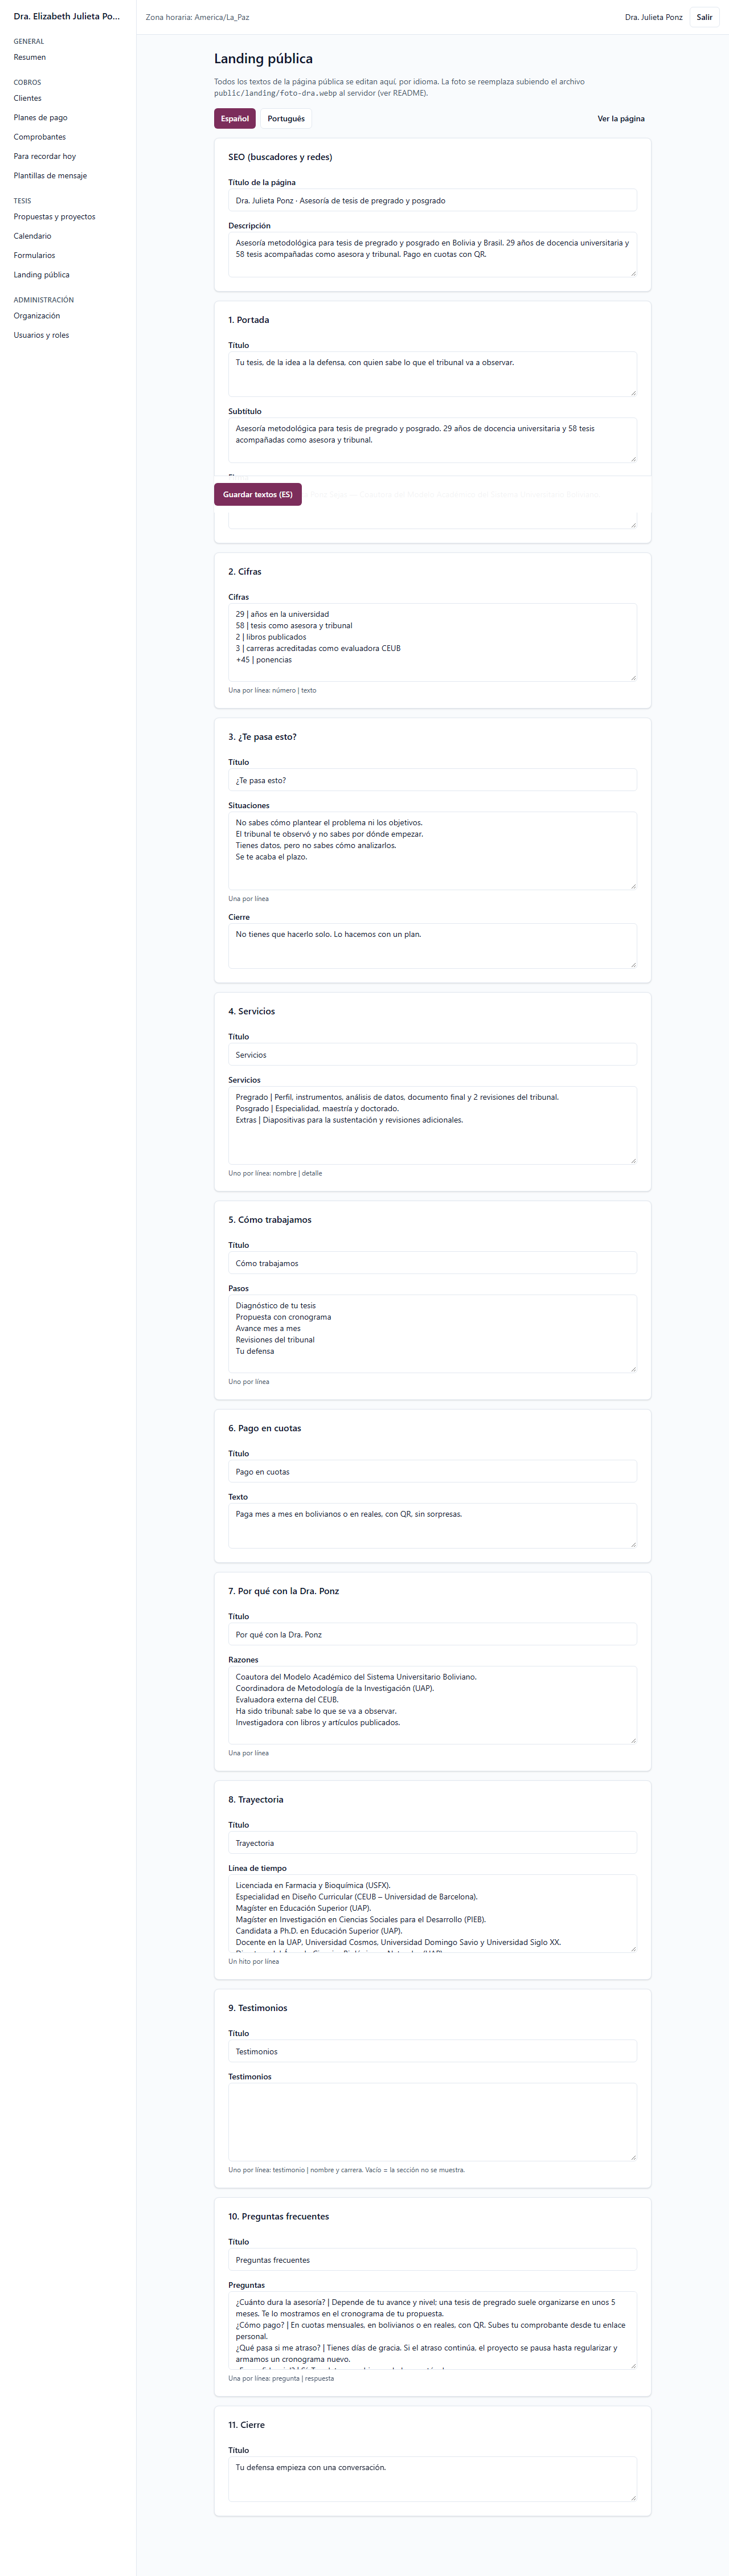 Dra. Elizabeth Julieta Po...
Zona horaria: America/La_Paz
Dra. Julieta Ponz
Salir
GENERAL
Resumen
COBROS
Clientes
Planes de pago
Comprobantes
Para recordar hoy
Plantillas de mensaje
TESIS
Propuestas y proyectos
Calendario
Formularios
Landing pública
ADMINISTRACIÓN
Organización
Usuarios y roles
Landing pública
Todos los textos de la página pública se editan aquí, por idioma. La foto se reemplaza subiendo el archivo
public/landing/foto-dra.webp al servidor (ver README).
Español
Portugués
Ver la página
SEO (buscadores y redes)
Título de la página
Dra. Julieta Ponz · Asesoría de tesis de pregrado y posgrado
Descripción
Asesoría metodológica para tesis de pregrado y posgrado en Bolivia y Brasil. 29 años de docencia universitaria y
58 tesis acompañadas como asesora y tribunal. Pago en cuotas con QR.
1. Portada
Título
Tu tesis, de la idea a la defensa, con quien sabe lo que el tribunal va a observar.
Subtítulo
Asesoría metodológica para tesis de pregrado y posgrado. 29 años de docencia universitaria y 58 tesis
acompañadas como asesora y tribunal.
Guardar textos (ES)
2. Cifras
Cifras
29 | años en la universidad
58 | tesis como asesora y tribunal
2 | libros publicados
3 | carreras acreditadas como evaluadora CEUB
+45 | ponencias
Una por línea: número | texto
3. ¿Te pasa esto?
Título
¿Te pasa esto?
Situaciones
No sabes cómo plantear el problema ni los objetivos.
El tribunal te observó y no sabes por dónde empezar.
Tienes datos, pero no sabes cómo analizarlos.
Se te acaba el plazo.
Una por línea
Cierre
No tienes que hacerlo solo. Lo hacemos con un plan.
4. Servicios
Título
Servicios
Servicios
Pregrado | Perfil, instrumentos, análisis de datos, documento final y 2 revisiones del tribunal.
Posgrado | Especialidad, maestría y doctorado.
Extras | Diapositivas para la sustentación y revisiones adicionales.
Uno por línea: nombre | detalle
5. Cómo trabajamos
Título
Cómo trabajamos
Pasos
Diagnóstico de tu tesis
Propuesta con cronograma
Avance mes a mes
Revisiones del tribunal
Tu defensa
Uno por línea
6. Pago en cuotas
Título
Pago en cuotas
Texto
Paga mes a mes en bolivianos o en reales, con QR, sin sorpresas.
7. Por qué con la Dra. Ponz
Título
Por qué con la Dra. Ponz
Razones
Coautora del Modelo Académico del Sistema Universitario Boliviano.
Coordinadora de Metodología de la Investigación (UAP).
Evaluadora externa del CEUB.
Ha sido tribunal: sabe lo que se va a observar.
Investigadora con libros y artículos publicados.
Una por línea
8. Trayectoria
Título
Trayectoria
Línea de tiempo
Licenciada en Farmacia y Bioquímica (USFX).
Especialidad en Diseño Curricular (CEUB – Universidad de Barcelona).
Magíster en Educación Superior (UAP).
Magíster en Investigación en Ciencias Sociales para el Desarrollo (PIEB).
Candidata a Ph.D. en Educación Superior (UAP).
Docente en la UAP, Universidad Cosmos, Universidad Domingo Savio y Universidad Siglo XX.
Un hito por línea
9. Testimonios
Título
Testimonios
Testimonios
Uno por línea: testimonio | nombre y carrera. Vacío = la sección no se muestra.
10. Preguntas frecuentes
Título
Preguntas frecuentes
Preguntas
¿Cuánto dura la asesoría? | Depende de tu avance y nivel; una tesis de pregrado suele organizarse en unos 5
meses. Te lo mostramos en el cronograma de tu propuesta.
¿Cómo pago? | En cuotas mensuales, en bolivianos o en reales, con QR. Subes tu comprobante desde tu enlace
personal.
¿Qué pasa si me atraso? | Tienes días de gracia. Si el atraso continúa, el proyecto se pausa hasta regularizar y
armamos un cronograma nuevo.
Una por línea: pregunta | respuesta
11. Cierre
Título
Tu defensa empieza con una conversación.